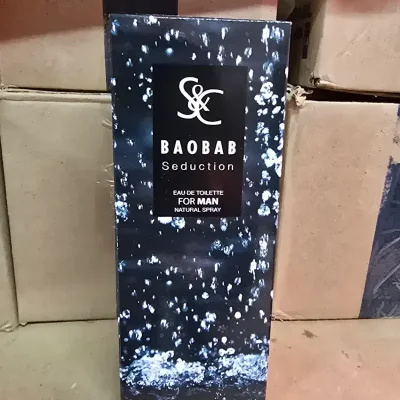 S&C
BAOBAB
Seduction
EAU DE TOILETTE
FOR MAN
NATURAL SPRAY